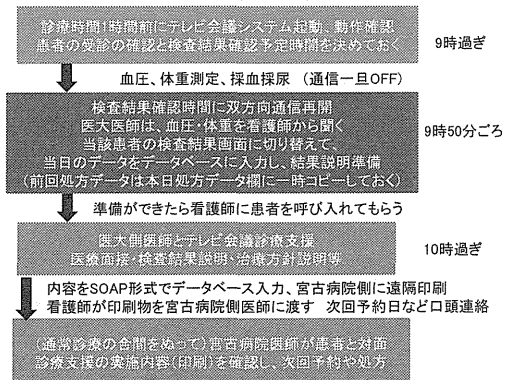 診療時間1時間前にテレビ会議システム起動、動作確認
患者の受診の確認と検査結果確認予定時間を決めておく
9時過ぎ
血圧、体重測定、採血採尿 (通信一旦OFF)
検査結果確認時間に双方向通信再開
医大医師は、血圧・体重を看護師から聞く
当該患者の検査結果画面に切り替えて、
当日のデータをデータベースに入力し、結果説明準備
(前回処方データは本日処方データ欄に一時コピーしておく)
9時50分ごろ
準備ができたら看護師に患者を呼び入れてもらう
医大側医師とテレビ会議診療支援
医療面接・検査結果説明・治療方針説明等
10時過ぎ
内容をSOAP形式でデータベース入力、宮古病院側に遠隔印刷
看護師が印刷物を宮古病院側医師に渡す 次回予約日など口頭連絡
(通常診療の合間をぬって)宮古病院医師が患者と対面
診療支援の実施内容(印刷)を確認し、次回予約や処方